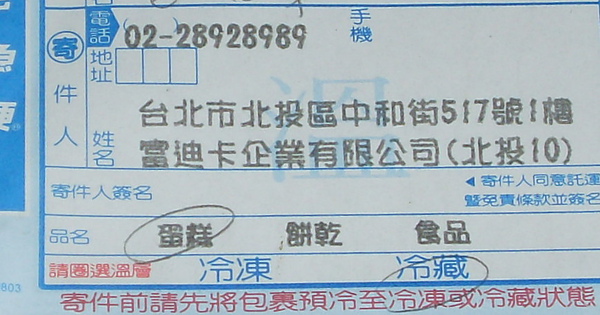 手機
電話 02-28928989
寄件人
地址
台北市北投區中和街517號1樓
姓名 富迪卡企業有限公司(北投10)
寄件人簽名 ◀寄件人同意託運
暨免責條款並簽名
品名 蛋糕 餅乾 食品
請圈選溫層 冷凍 冷藏
803
寄件前請先將包裹預冷至冷凍或冷藏狀態